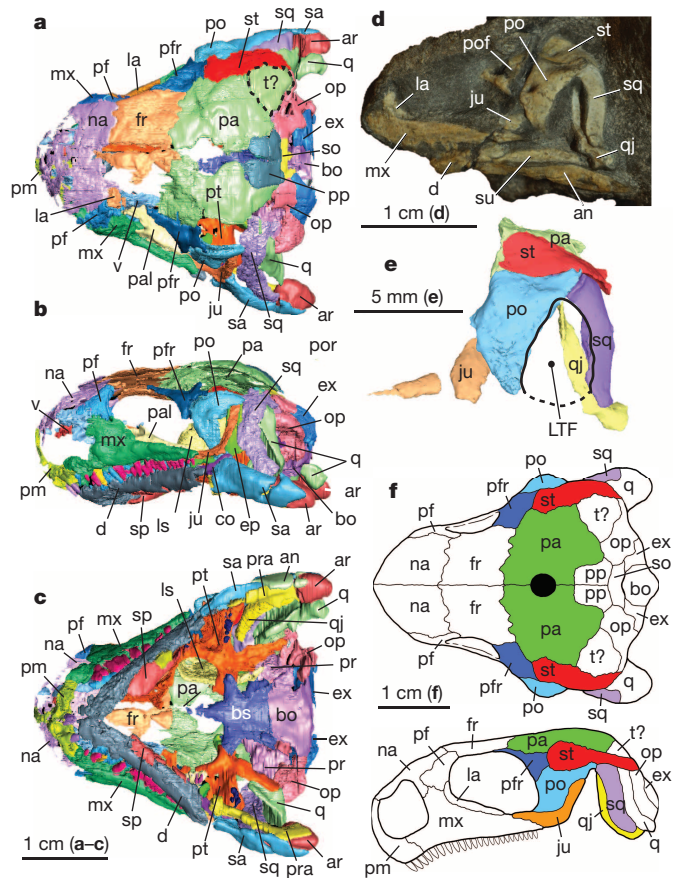 a
po
st
sq
sa
ar
q
op
ex
so
bo
pp
op
q
ar
sq
sa
ju
po
pfr
pal
v
mx
pf
la
pm
na
mx
pf
la
pfr
fr
pa
t?
pt
b
na
pf
fr
pfr
po
pa
sq
por
ex
op
q
ar
bo
ar
sa
ep
co
ju
ls
sp
d
pm
v
pal
mx
c
sa
pra
an
ar
q
qj
op
pr
ex
bo
bs
ex
pr
op
q
ar
pra
sq
sa
pt
d
sp
mx
na
pm
na
pf
mx
sp
ls
pt
pa
fr
1 cm (a–c)
d
po
pof
st
la
ju
sq
qj
mx
d
su
an
1 cm (d)
e
pa
st
po
sq
qj
ju
LTF
5 mm (e)
f
po
sq
q
pfr
st
t?
pf
pa
op
ex
na
fr
pp
so
na
fr
pp
bo
pa
op
ex
pf
pfr
st
t?
q
po
sq
1 cm (f)
fr
pa
t?
na
pf
st
op
la
pfr
po
ex
mx
sq
qj
ju
q
pm